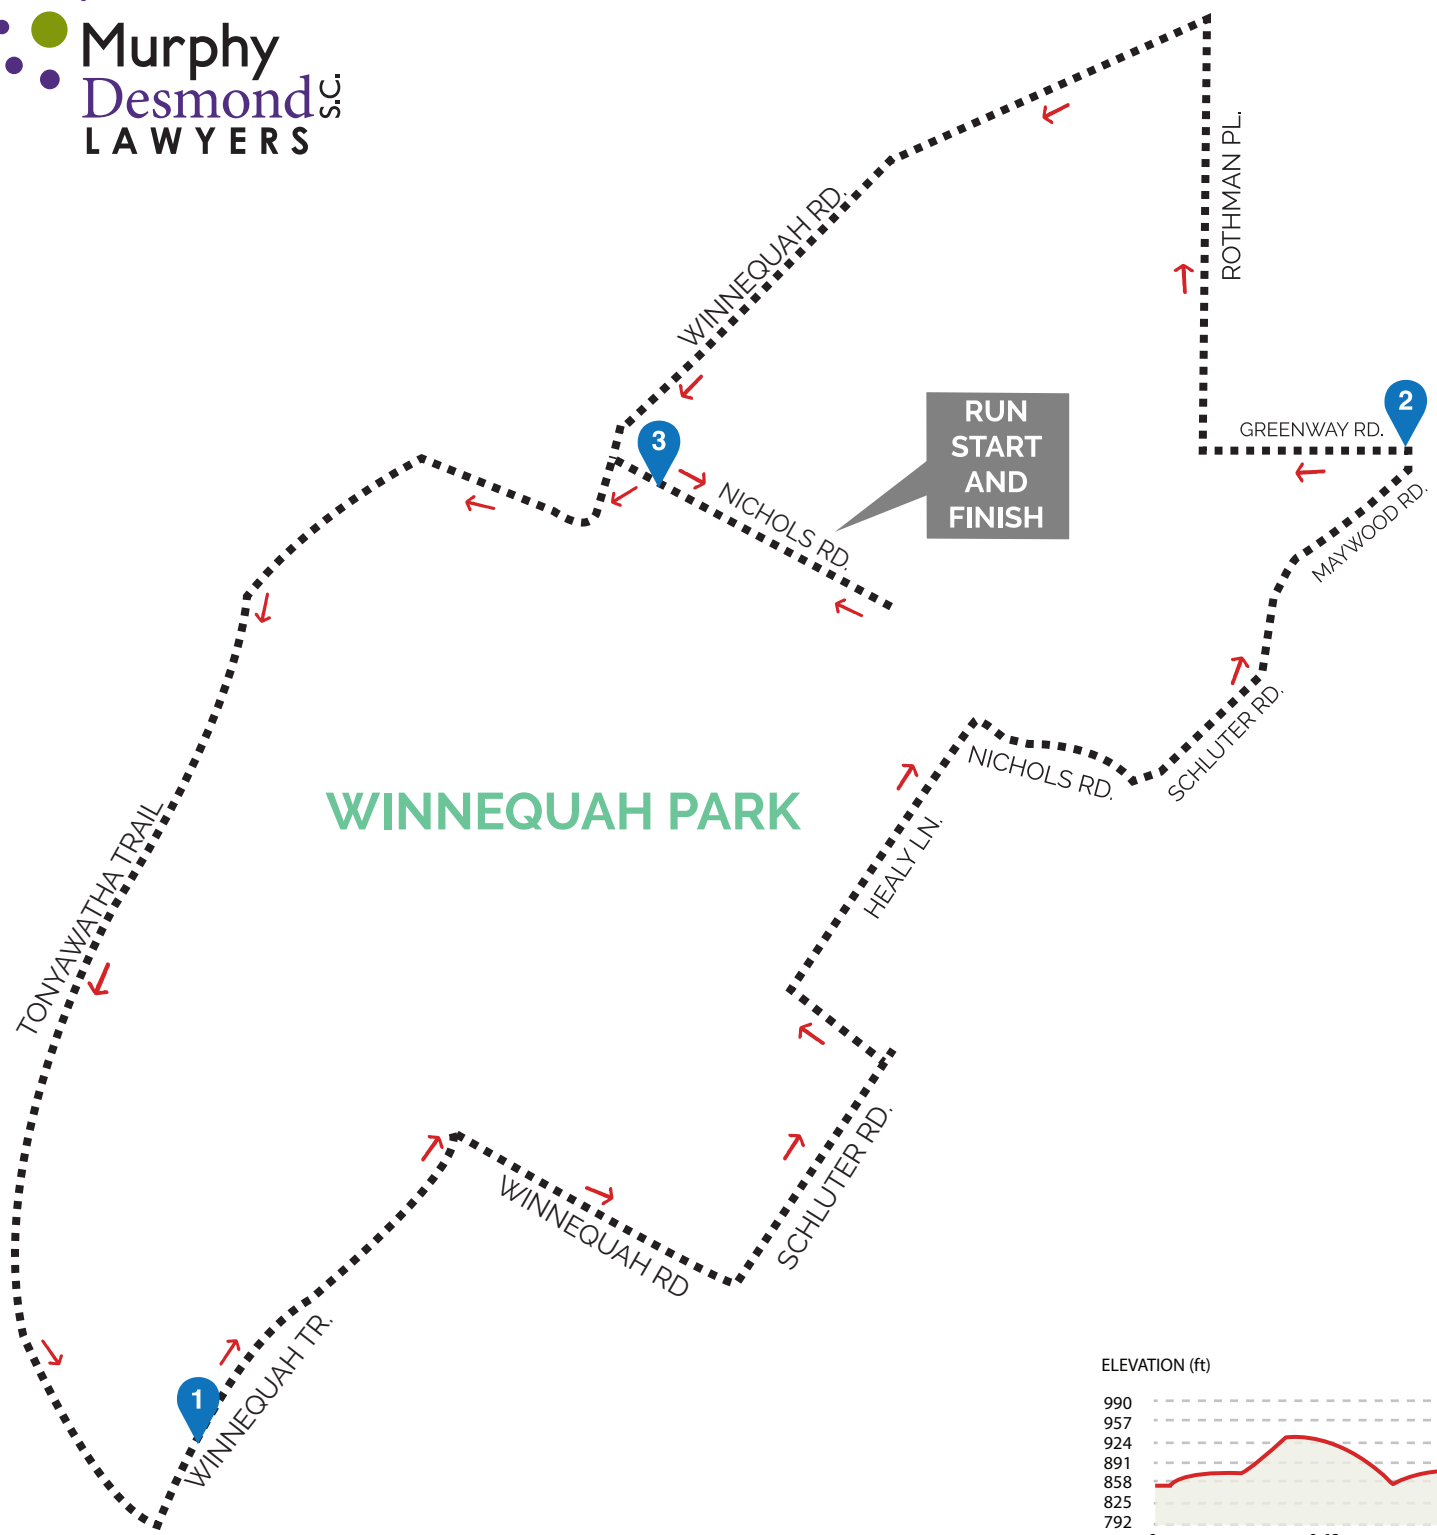 Murphy
Desmond S.C.
LAWYERS
ROTHMAN PL.
WINNEQUAH RD.
RUN
START
AND
FINISH
2
GREENWAY RD.
3
NICHOLS RD.
MAYWOOD RD.
SCHLUTER RD.
NICHOLS RD.
WINNEQUAH PARK
HEALY LN.
TONYAWATHA TRAIL
SCHLUTER RD.
WINNEQUAH RD
WINNEQUAH TR.
1
ELEVATION (ft)
990
957
924
891
858
825
792